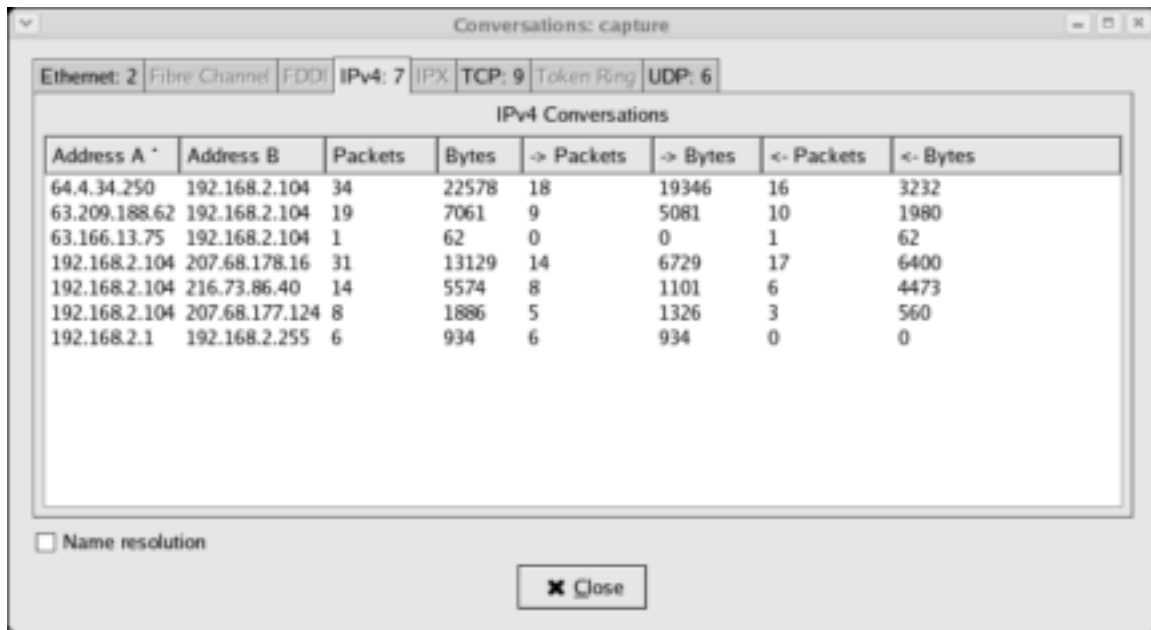 Conversations: capture
Ethernet: 2 Fibre Channel FDDI IPv4: 7 IPX TCP: 9 Token Ring UDP: 6
IPv4 Conversations
Address A Address B Packets Bytes -> Packets -> Bytes <- Packets <- Bytes
64.4.34.250 192.168.2.104 34 22578 18 19346 16 3232
63.209.188.62 192.168.2.104 19 7061 9 5081 10 1980
63.166.13.75 192.168.2.104 1 62 0 0 1 62
192.168.2.104 207.68.178.16 31 13129 14 6729 17 6400
192.168.2.104 216.73.86.40 14 5574 8 1101 6 4473
192.168.2.104 207.68.177.124 8 1886 5 1326 3 560
192.168.2.1 192.168.2.255 6 934 6 934 0 0
Name resolution
Close